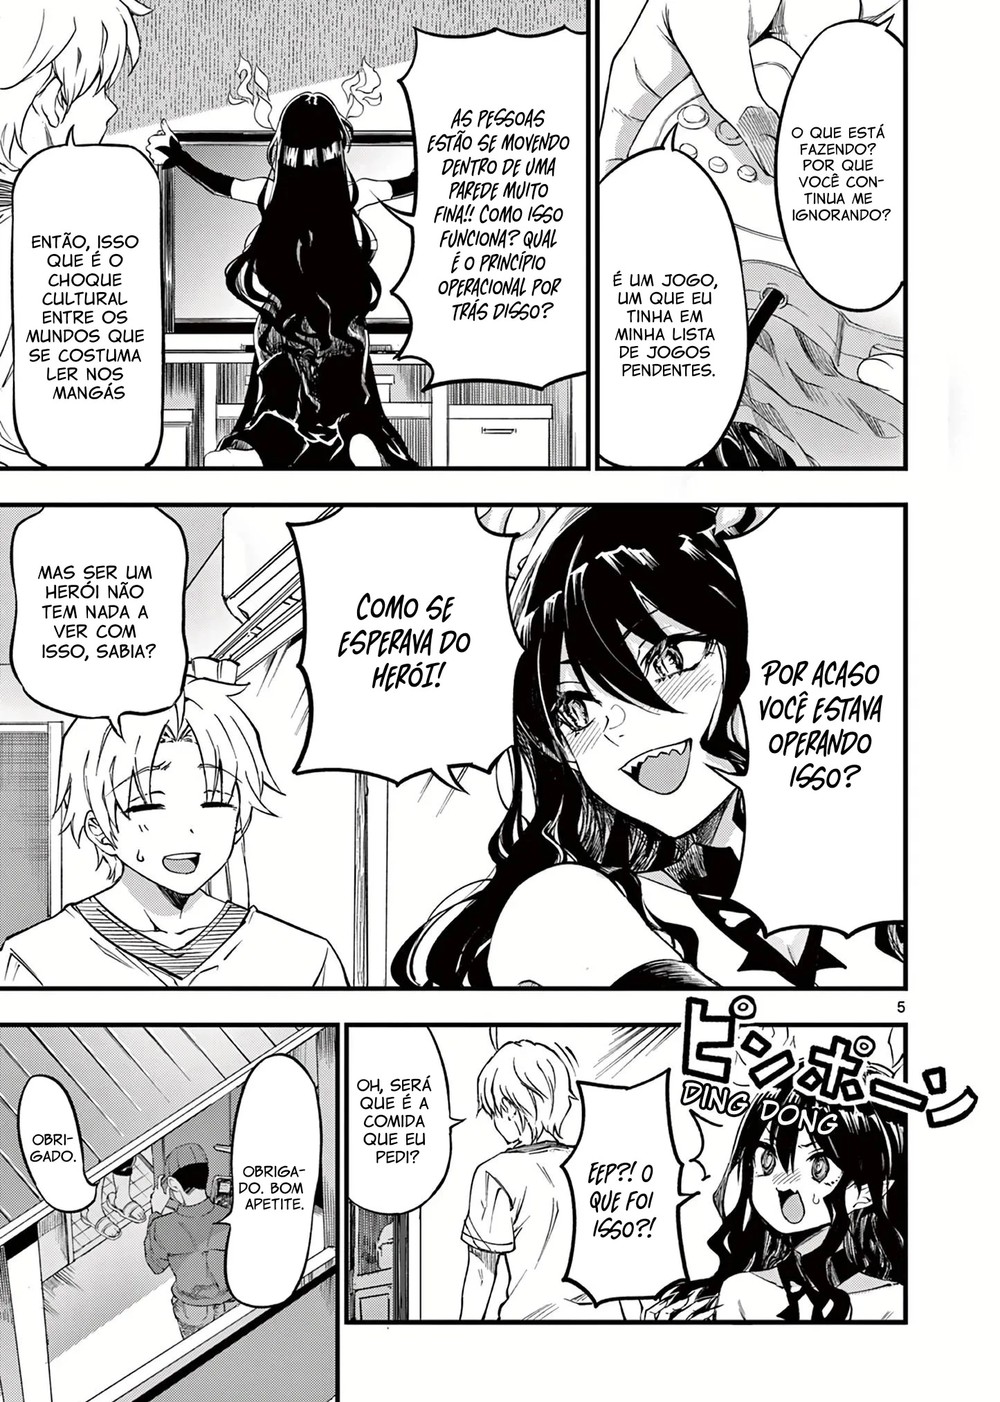 O QUE ESTÁ
FAZENDO?
POR QUE
VOCÊ CON-
TINUA ME
IGNORANDO?
É UM JOGO,
UM QUE EU
TINHA EM
MINHA LISTA
DE JOGOS
PENDENTES.
AS PESSOAS
ESTÃO SE MOVENDO
DENTRO DE UMA
PAREDE MUITO
FINA!! COMO ISSO
FUNCIONA? QUAL
É O PRINCÍPIO
OPERACIONAL POR
TRÁS DISSO?
ENTÃO, ISSO
QUE É O
CHOQUE
CULTURAL
ENTRE OS
MUNDOS QUE
SE COSTUMA
LER NOS
MANGÁS
POR ACASO
VOCÊ ESTAVA
OPERANDO
ISSO?
COMO SE
ESPERAVA DO
HERÓI!
MAS SER UM
HERÓI NÃO
TEM NADA A
VER COM
ISSO, SABIA?
5
ピンポーン
DING DONG
EEP?! O
QUE FOI
ISSO?!
OH, SERÁ
QUE É A
COMIDA
QUE EU
PEDI?
OBRIGA-
DO. BOM
APETITE.
OBRI-
GADO.